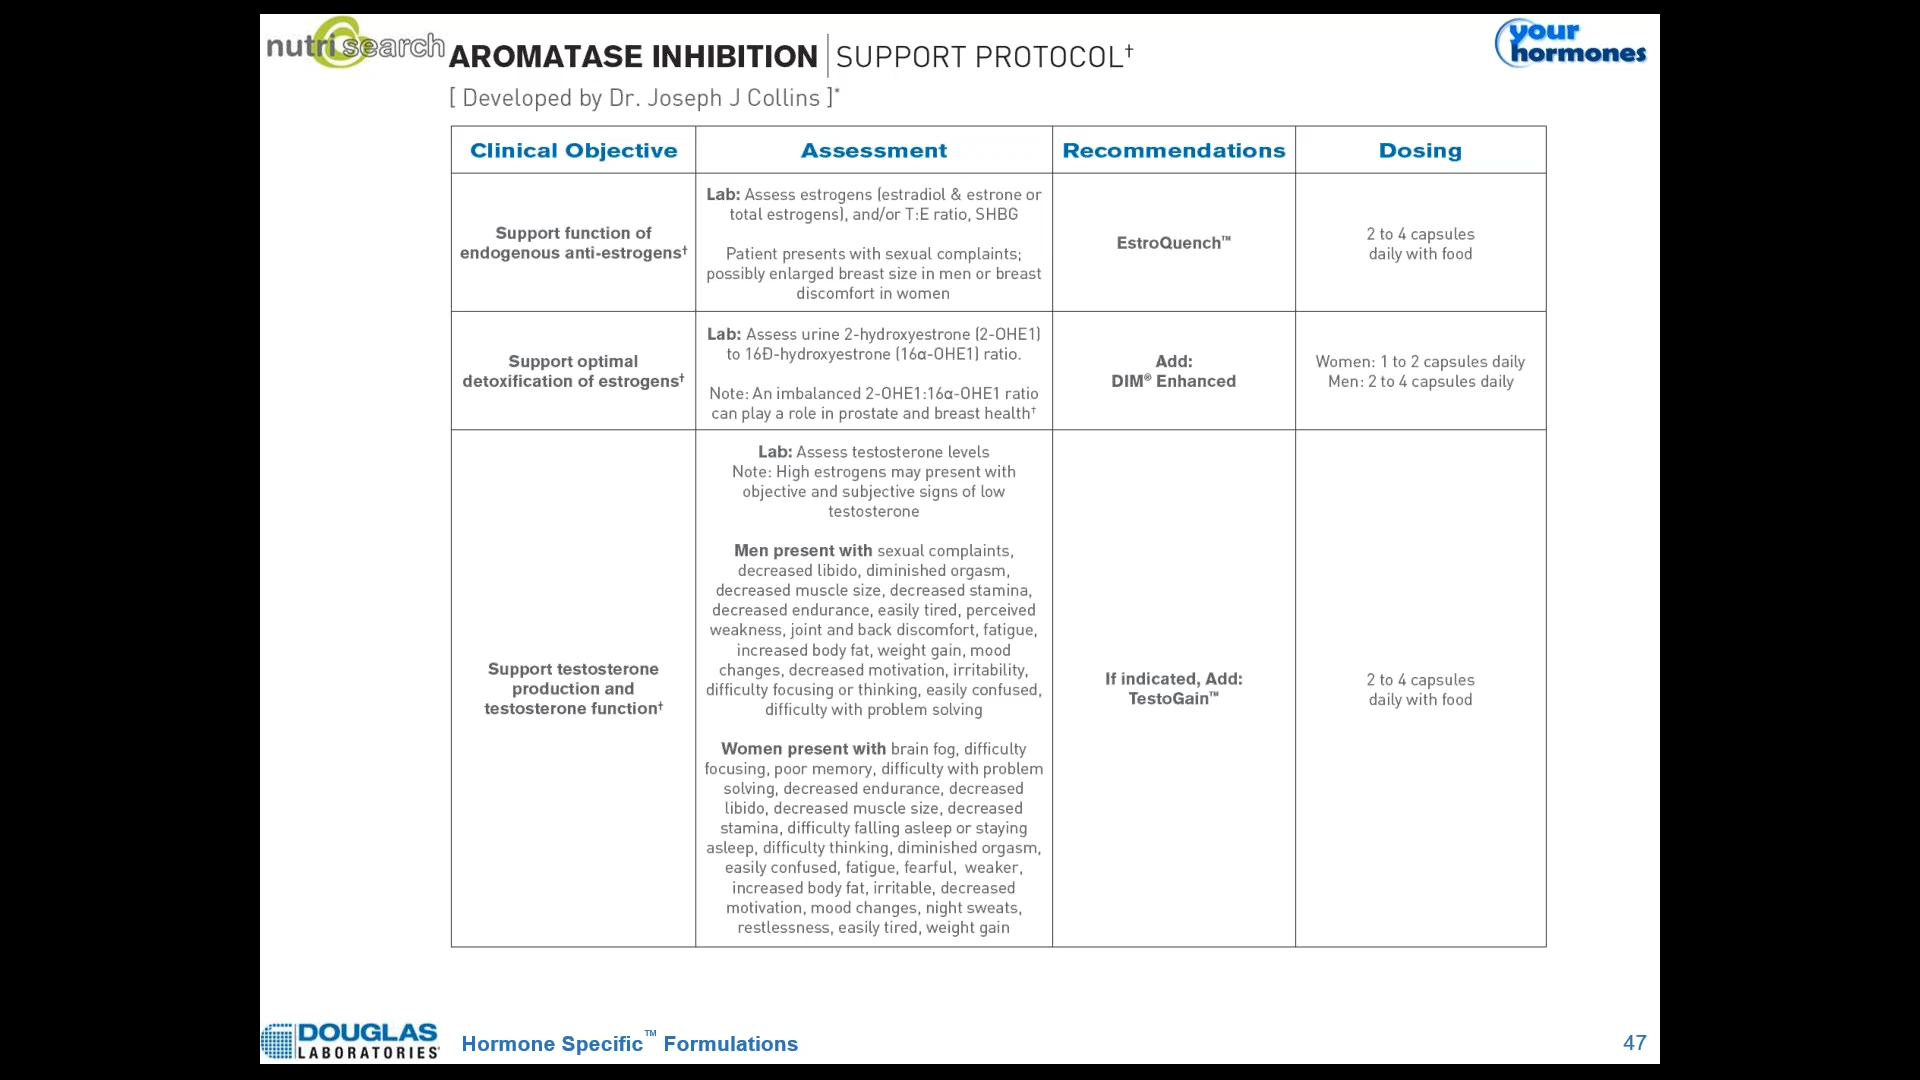 nutrisearch
AROMATASE INHIBITION | SUPPORT PROTOCOL†
your
hormones
[ Developed by Dr. Joseph J Collins ]*
Clinical Objective
Assessment
Recommendations
Dosing
Support function of
endogenous anti-estrogens†
Lab: Assess estrogens (estradiol & estrone or
total estrogens), and/or T:E ratio, SHBG
Patient presents with sexual complaints;
possibly enlarged breast size in men or breast
discomfort in women
EstroQuench™
2 to 4 capsules
daily with food
Support optimal
detoxification of estrogens†
Lab: Assess urine 2-hydroxyestrone (2-OHE1)
to 16Ð-hydroxyestrone (16α-OHE1) ratio.
Note: An imbalanced 2-OHE1:16α-OHE1 ratio
can play a role in prostate and breast health†
Add:
DIM® Enhanced
Women: 1 to 2 capsules daily
Men: 2 to 4 capsules daily
Support testosterone
production and
testosterone function†
Lab: Assess testosterone levels
Note: High estrogens may present with
objective and subjective signs of low
testosterone
Men present with sexual complaints,
decreased libido, diminished orgasm,
decreased muscle size, decreased stamina,
decreased endurance, easily tired, perceived
weakness, joint and back discomfort, fatigue,
increased body fat, weight gain, mood
changes, decreased motivation, irritability,
difficulty focusing or thinking, easily confused,
difficulty with problem solving
Women present with brain fog, difficulty
focusing, poor memory, difficulty with problem
solving, decreased endurance, decreased
libido, decreased muscle size, decreased
stamina, difficulty falling asleep or staying
asleep, difficulty thinking, diminished orgasm,
easily confused, fatigue, fearful, weaker,
increased body fat, irritable, decreased
motivation, mood changes, night sweats,
restlessness, easily tired, weight gain
If indicated, Add:
TestoGain™
2 to 4 capsules
daily with food
DOUGLAS
LABORATORIES®
Hormone Specific™ Formulations
47